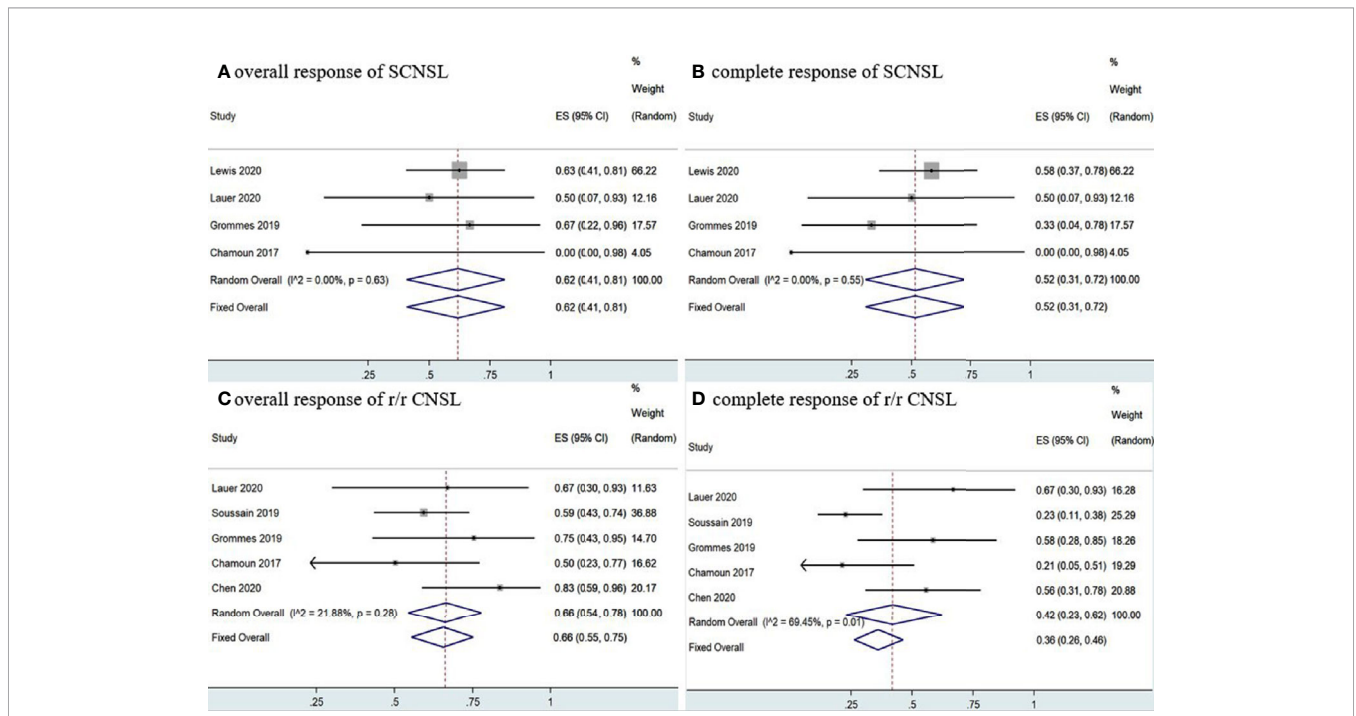 A overall response of SCNSL
%
Weight
Study ES (95% CI) (Random)
Lewis 2020 0.63 (0.41, 0.81) 66.22
Lauer 2020 0.50 (0.07, 0.93) 12.16
Grommes 2019 0.67 (0.22, 0.96) 17.57
Chamoun 2017 0.00 (0.00, 0.98) 4.05
Random Overall (I^2 = 0.00%, p = 0.63) 0.62 (0.41, 0.81) 100.00
Fixed Overall 0.62 (0.41, 0.81)
.25 .5 .75 1
B complete response of SCNSL
%
Weight
Study ES (95% CI) (Random)
Lewis 2020 0.58 (0.37, 0.78) 66.22
Lauer 2020 0.50 (0.07, 0.93) 12.16
Grommes 2019 0.33 (0.04, 0.78) 17.57
Chamoun 2017 0.00 (0.00, 0.98) 4.05
Random Overall (I^2 = 0.00%, p = 0.55) 0.52 (0.31, 0.72) 100.00
Fixed Overall 0.52 (0.31, 0.72)
.25 .5 .75 1
C overall response of r/r CNSL
%
Weight
Study ES (95% CI) (Random)
Lauer 2020 0.67 (030, 0.93) 11.63
Soussain 2019 0.59 (043, 0.74) 36.88
Grommes 2019 0.75 (043, 0.95) 14.70
Chamoun 2017 0.50 (023, 0.77) 16.62
Chen 2020 0.83 (059, 0.96) 20.17
Random Overall (I^2 = 21.88%, p = 0.28) 0.66 (054, 0.78) 100.00
Fixed Overall 0.66 (0.55, 0.75)
.25 .5 .75 1
D complete response of r/r CNSL
%
Weight
Study ES (95% CI) (Random)
Lauer 2020 0.67 (0.30, 0.93) 16.28
Soussain 2019 0.23 (0.11, 0.38) 25.29
Grommes 2019 0.58 (0.28, 0.85) 18.26
Chamoun 2017 0.21 (0.05, 0.51) 19.29
Chen 2020 0.56 (0.31, 0.78) 20.88
Random Overall (I^2 = 69.45%, p = 0.01) 0.42 (0.23, 0.62) 100.00
Fixed Overall 0.36 (0.26, 0.46)
.25 .5 .75 1